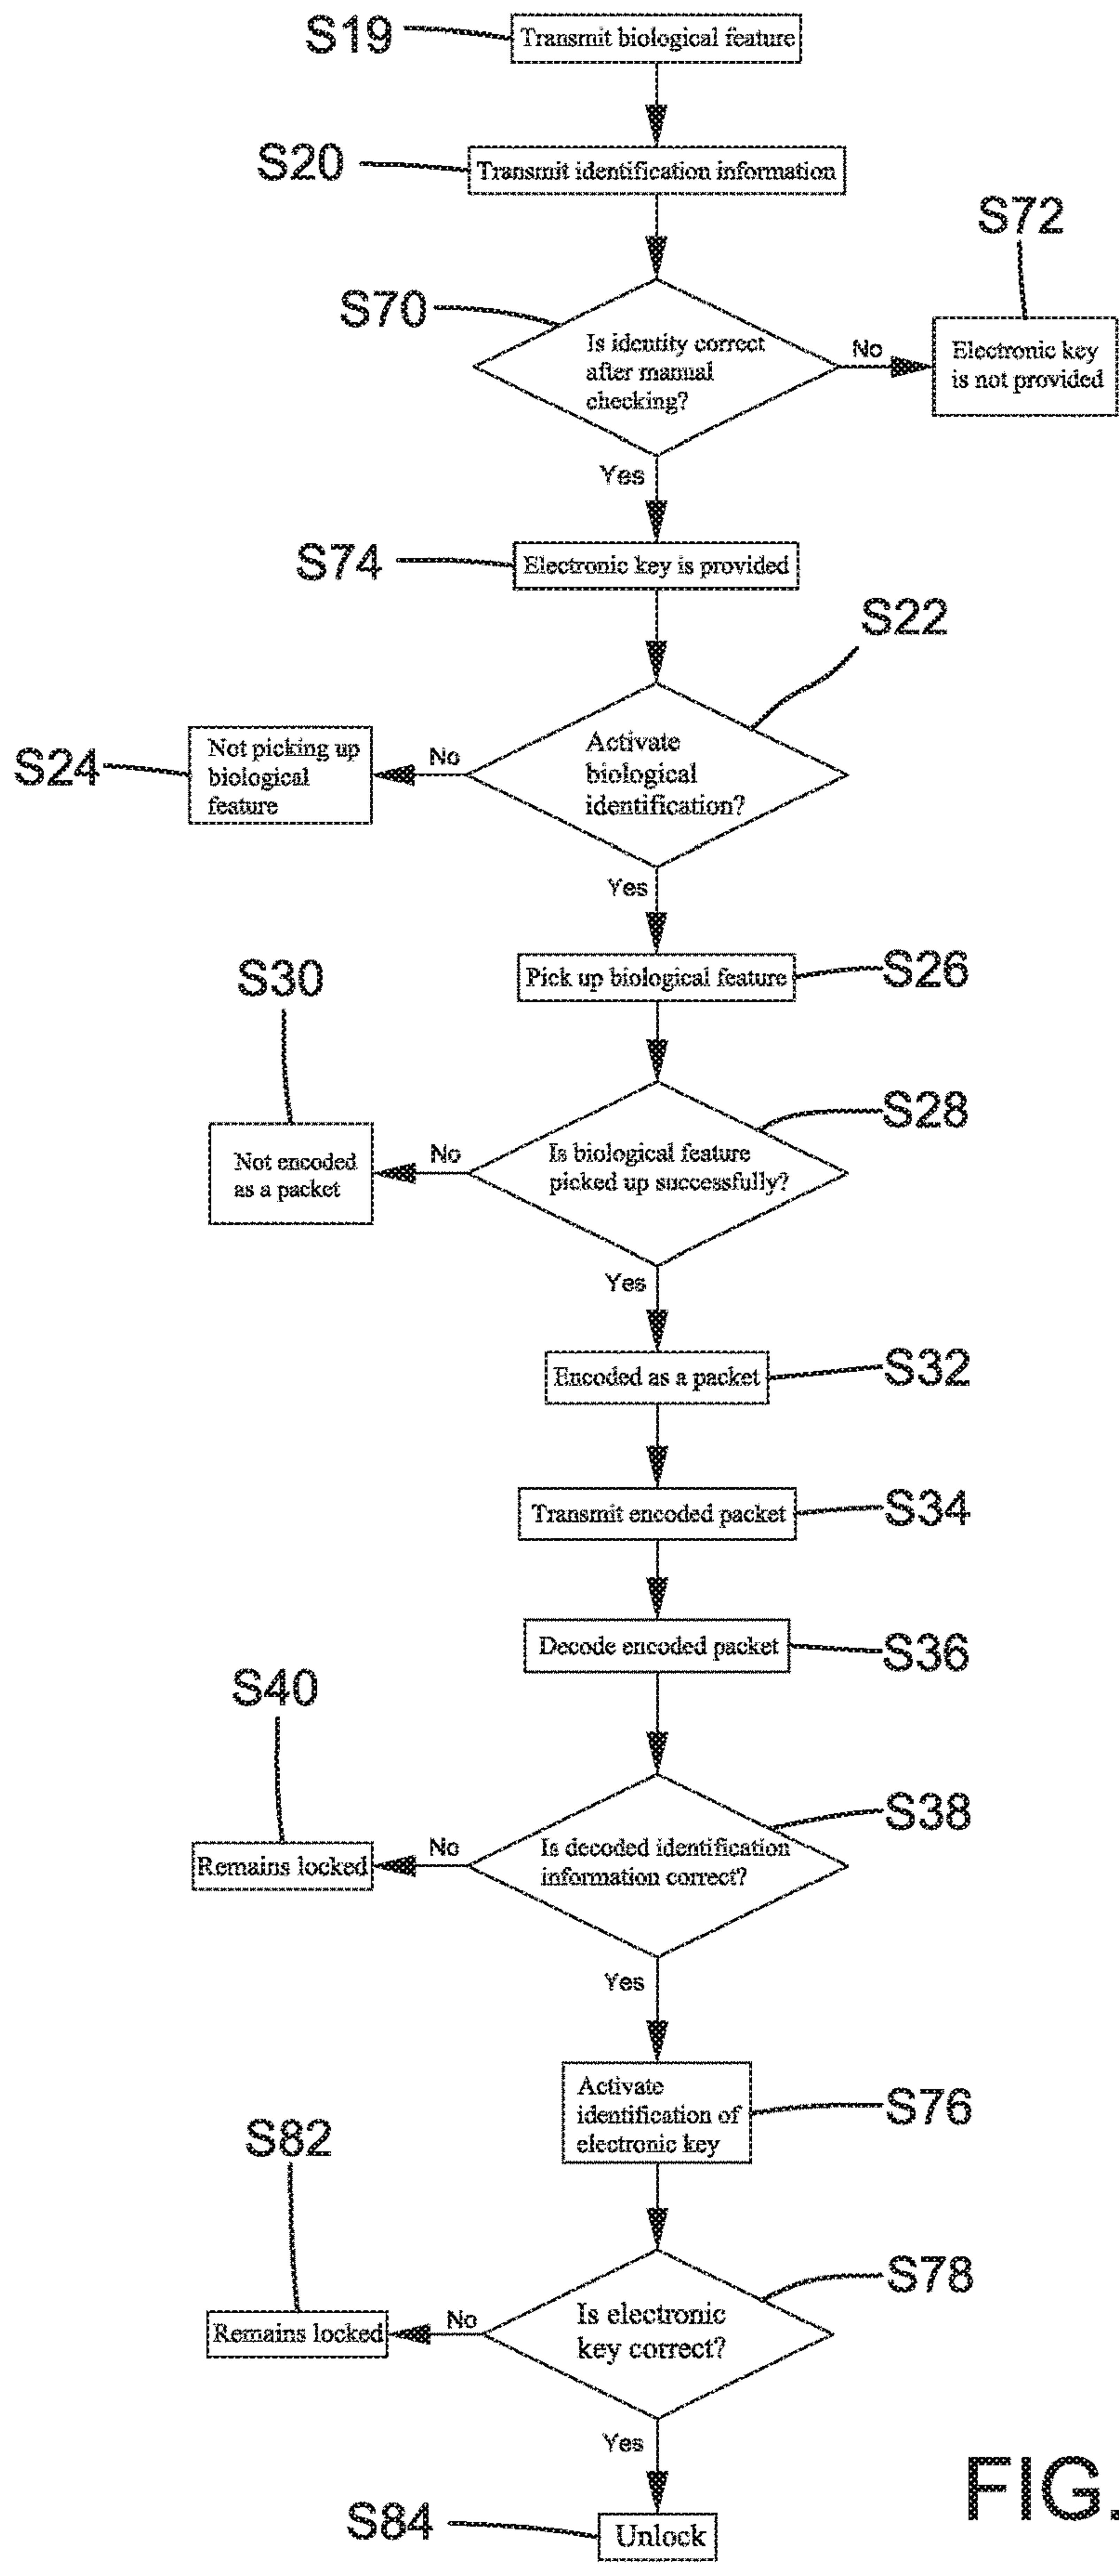 S19
Transmit biological feature
S20
Transmit identification information
S72
S70
Is identity correct
after manual
checking?
No
Electronic key
is not provided
Yes
S74
Electronic key is provided
S22
Activate
biological
identification?
No
Not picking up
biological
feature
S24
Yes
Pick up biological feature
S26
S30
S28
Is biological feature
picked up successfully?
No
Not encoded
as a packet
Yes
Encoded as a packet
S32
Transmit encoded packet
S34
Decode encoded packet
S36
S40
S38
Is decoded identification
information correct?
No
Remains locked
Yes
Activate
identification of
electronic key
S76
S82
S78
Is electronic
key correct?
No
Remains locked
Yes
FIG.
S84
Unlock